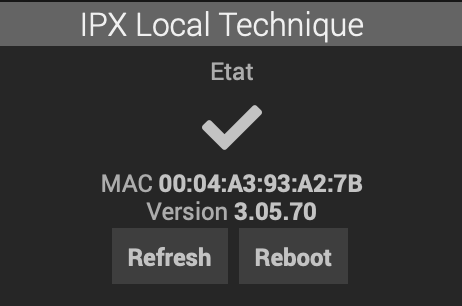 IPX Local Technique
Etat
MAC 00:04:A3:93:A2:7B
Version 3.05.70
Refresh Reboot